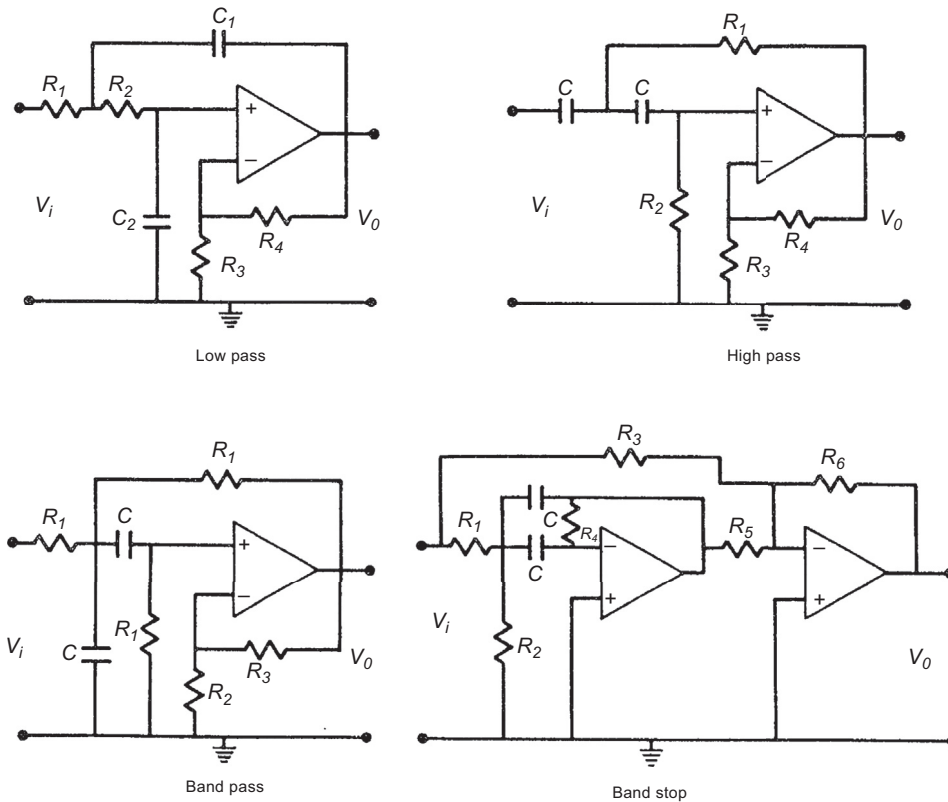 C1
R1 R2
+
−
Vi
C2
R4
V0
R3
Low pass
R1
C C
+
−
Vi
R2
R4
V0
R3
High pass
R1
R1 C
+
−
Vi
C
R1
R3
V0
R2
Band pass
R3
R6
R1
C
R4
C
−
+
R5
−
+
Vi
R2
V0
Band stop